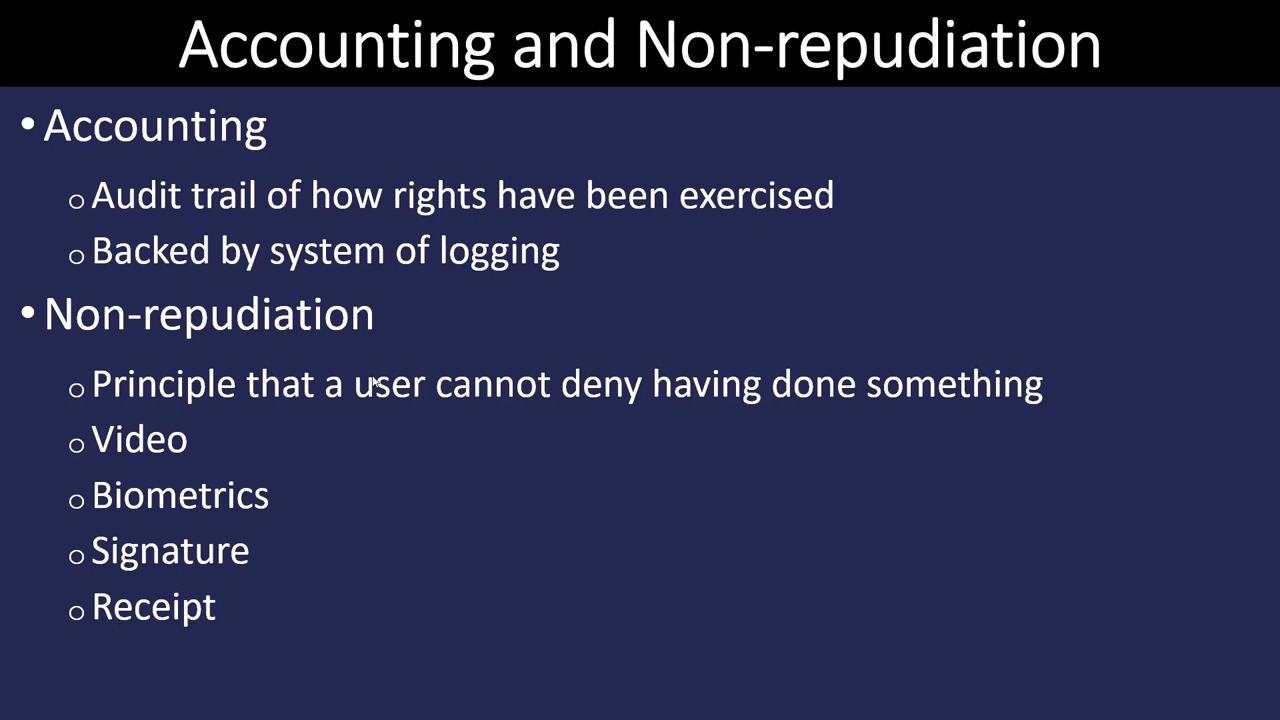 Accounting and Non-repudiation
• Accounting
o Audit trail of how rights have been exercised
o Backed by system of logging
• Non-repudiation
o Principle that a user cannot deny having done something
o Video
o Biometrics
o Signature
o Receipt